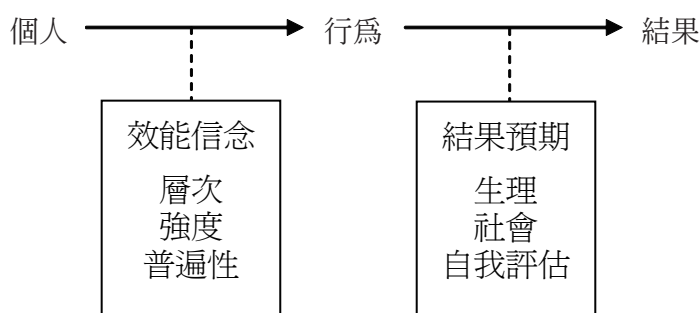 個人 行爲 結果
效能信念
層次
強度
普遍性
結果預期
生理
社會
自我評估